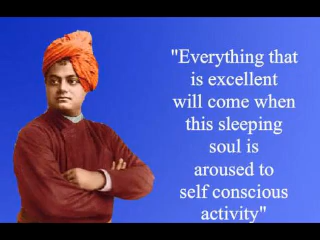 "Everything that
is excellent
will come when
this sleeping
soul is
aroused to
self conscious
activity"